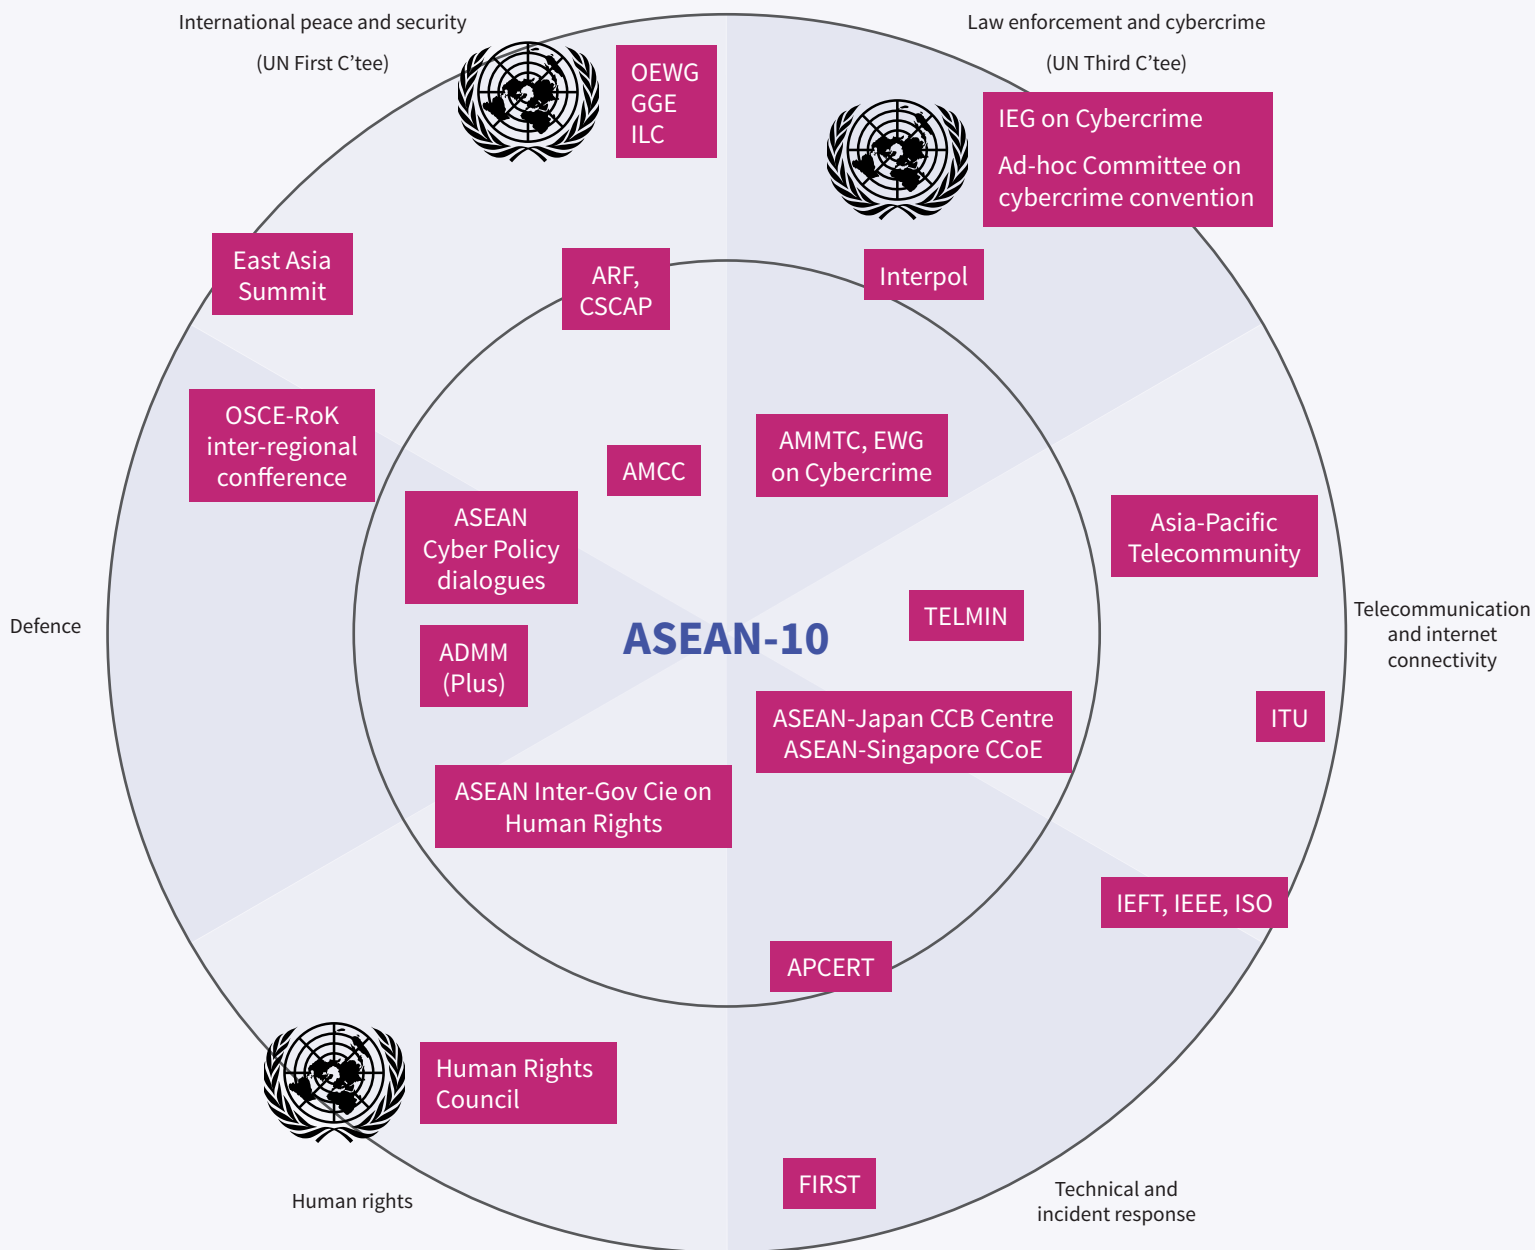 International peace and security
(UN First C'tee)
Law enforcement and cybercrime
(UN Third C'tee)
OEWG
GGE
ILC
IEG on Cybercrime
Ad-hoc Committee on
cybercrime convention
East Asia
Summit
ARF,
CSCAP
Interpol
OSCE-RoK
inter-regional
confference
AMCC
AMMTC, EWG
on Cybercrime
ASEAN
Cyber Policy
dialogues
Asia-Pacific
Telecommunity
Defence
ADMM
(Plus)
ASEAN-10
TELMIN
Telecommunication
and internet
connectivity
ASEAN-Japan CCB Centre
ASEAN-Singapore CCoE
ITU
ASEAN Inter-Gov Cie on
Human Rights
IEFT, IEEE, ISO
APCERT
Human Rights
Council
FIRST
Human rights
Technical and
incident response